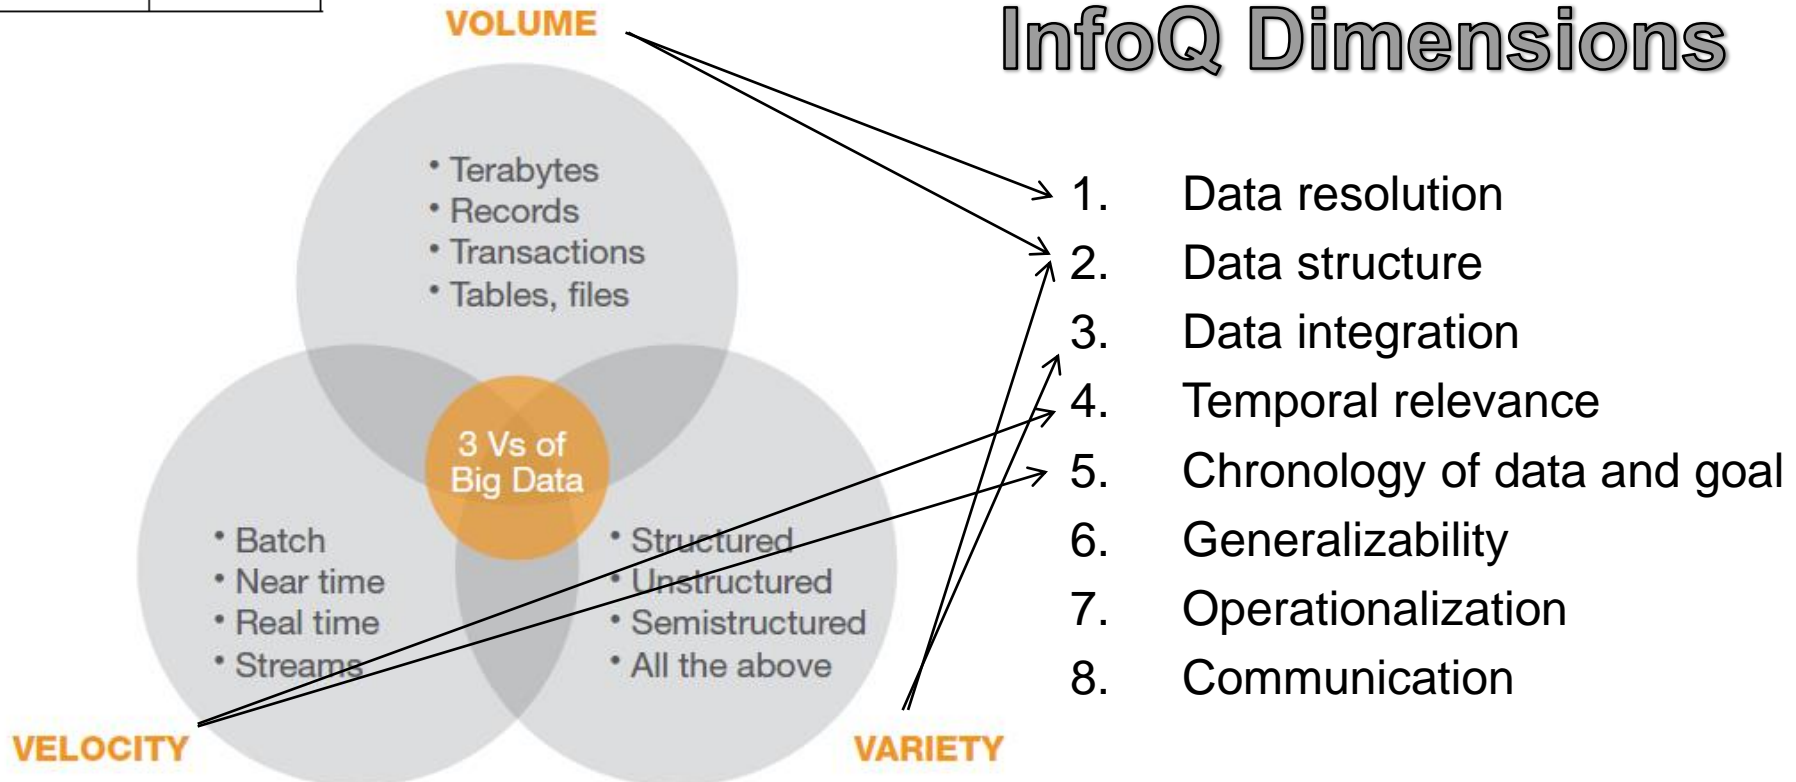 VOLUME
InfoQ Dimensions
• Terabytes
• Records
• Transactions
• Tables, files
3 Vs of
Big Data
• Batch
• Near time
• Real time
• Streams
• Structured
• Unstructured
• Semistructured
• All the above
VELOCITY
VARIETY
1. Data resolution
2. Data structure
3. Data integration
4. Temporal relevance
5. Chronology of data and goal
6. Generalizability
7. Operationalization
8. Communication